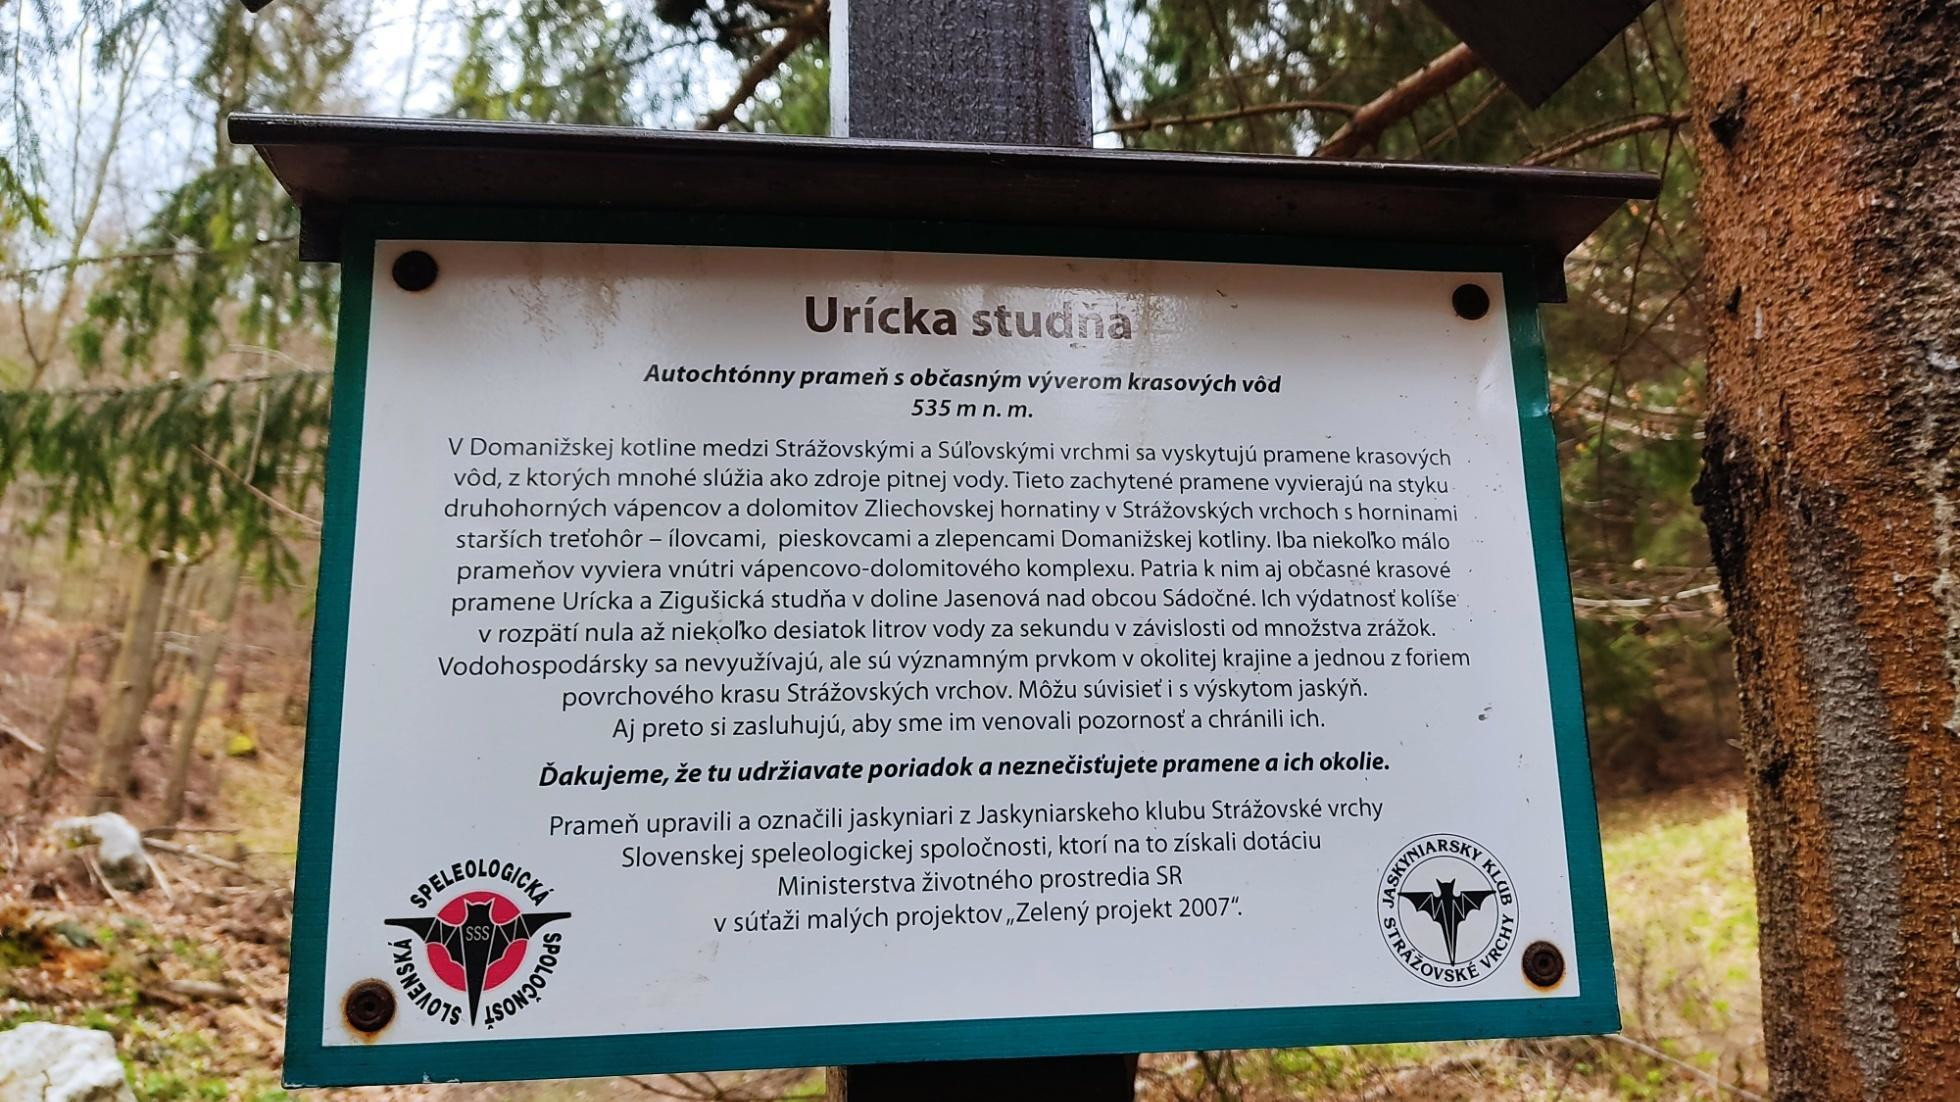 Urícka studňa
Autochtónny prameň s občasným výverom krasových vôd
535 m n. m.
V Domanižskej kotline medzi Strážovskými a Súľovskými vrchmi sa vyskytujú pramene krasových
vôd, z ktorých mnohé slúžia ako zdroje pitnej vody. Tieto zachytené pramene vyvierajú na styku
druhohorných vápencov a dolomitov Zliechovskej hornatiny v Strážovských vrchoch s horninami
starších treťohôr – ílovcami, pieskovcami a zlepencami Domanižskej kotliny. Iba niekoľko málo
prameňov vyviera vnútri vápencovo-dolomitového komplexu. Patria k nim aj občasné krasové
pramene Urícka a Zigušická studňa v doline Jasenová nad obcou Sádočné. Ich výdatnosť kolíše
v rozpätí nula až niekoľko desiatok litrov vody za sekundu v závislosti od množstva zrážok.
Vodohospodársky sa nevyužívajú, ale sú významným prvkom v okolitej krajine a jednou z foriem
povrchového krasu Strážovských vrchov. Môžu súvisieť i s výskytom jaskýň.
Aj preto si zasluhujú, aby sme im venovali pozornosť a chránili ich.
Ďakujeme, že tu udržiavate poriadok a neznečisťujete pramene a ich okolie.
Prameň upravili a označili jaskyniari z Jaskyniarskeho klubu Strážovské vrchy
Slovenskej speleologickej spoločnosti, ktorí na to získali dotáciu
Ministerstva životného prostredia SR
v súťaži malých projektov „Zelený projekt 2007“.
SLOVENSKÁ SPELEOLOGICKÁ SPOLOČNOSŤ
SSS
JASKYNIARSKY KLUB
STRÁŽOVSKÉ VRCHY